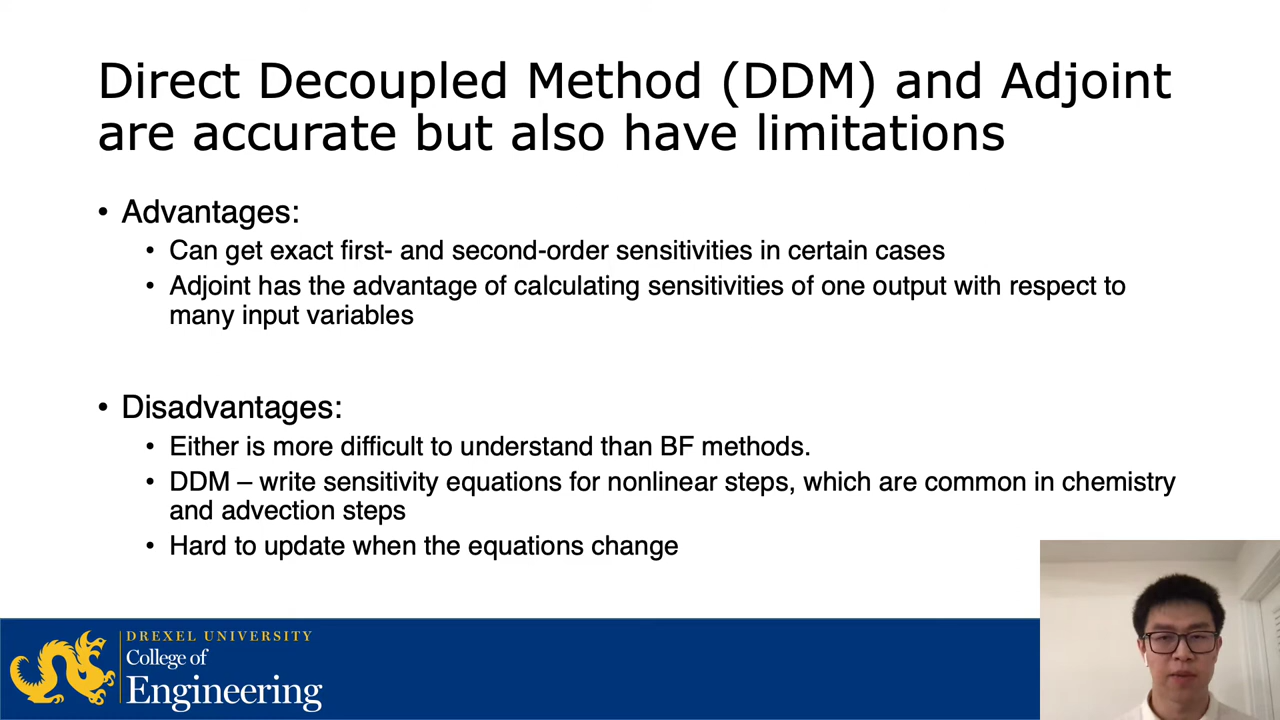 Direct Decoupled Method (DDM) and Adjoint
are accurate but also have limitations
• Advantages:
• Can get exact first- and second-order sensitivities in certain cases
• Adjoint has the advantage of calculating sensitivities of one output with respect to
many input variables
• Disadvantages:
• Either is more difficult to understand than BF methods.
• DDM – write sensitivity equations for nonlinear steps, which are common in chemistry
and advection steps
• Hard to update when the equations change
DREXEL UNIVERSITY
College of
Engineering